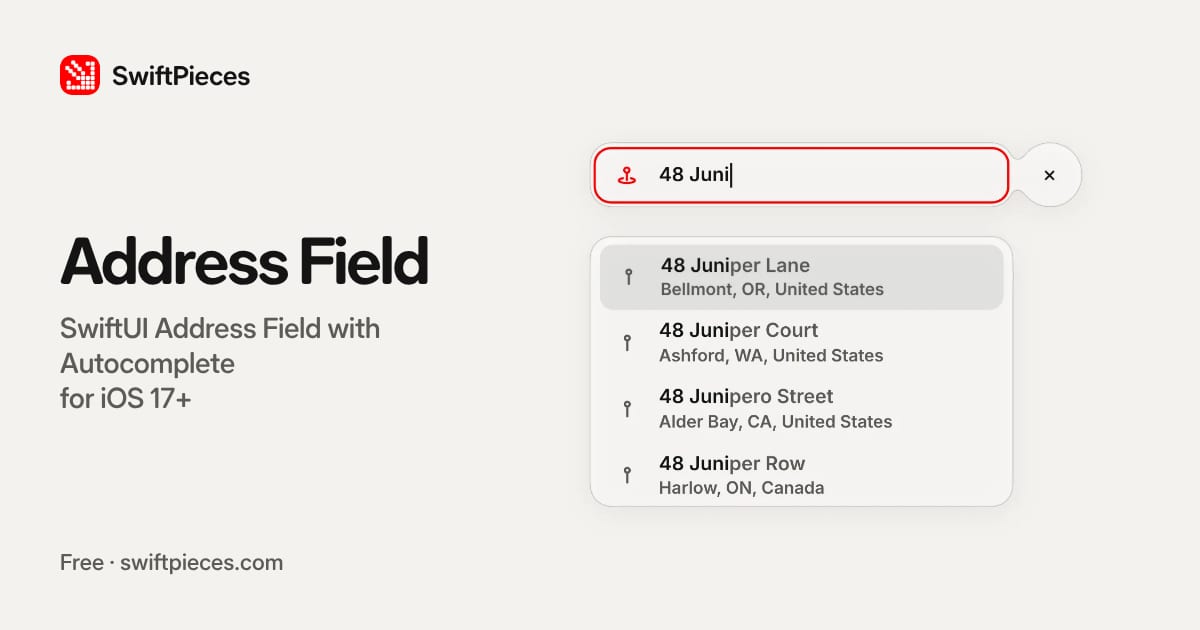 SwiftPieces
Address Field
SwiftUI Address Field with
Autocomplete
for iOS 17+
Free · swiftpieces.com
48 Juni
48 Juniper Lane
Bellmont, OR, United States
48 Juniper Court
Ashford, WA, United States
48 Junipero Street
Alder Bay, CA, United States
48 Juniper Row
Harlow, ON, Canada